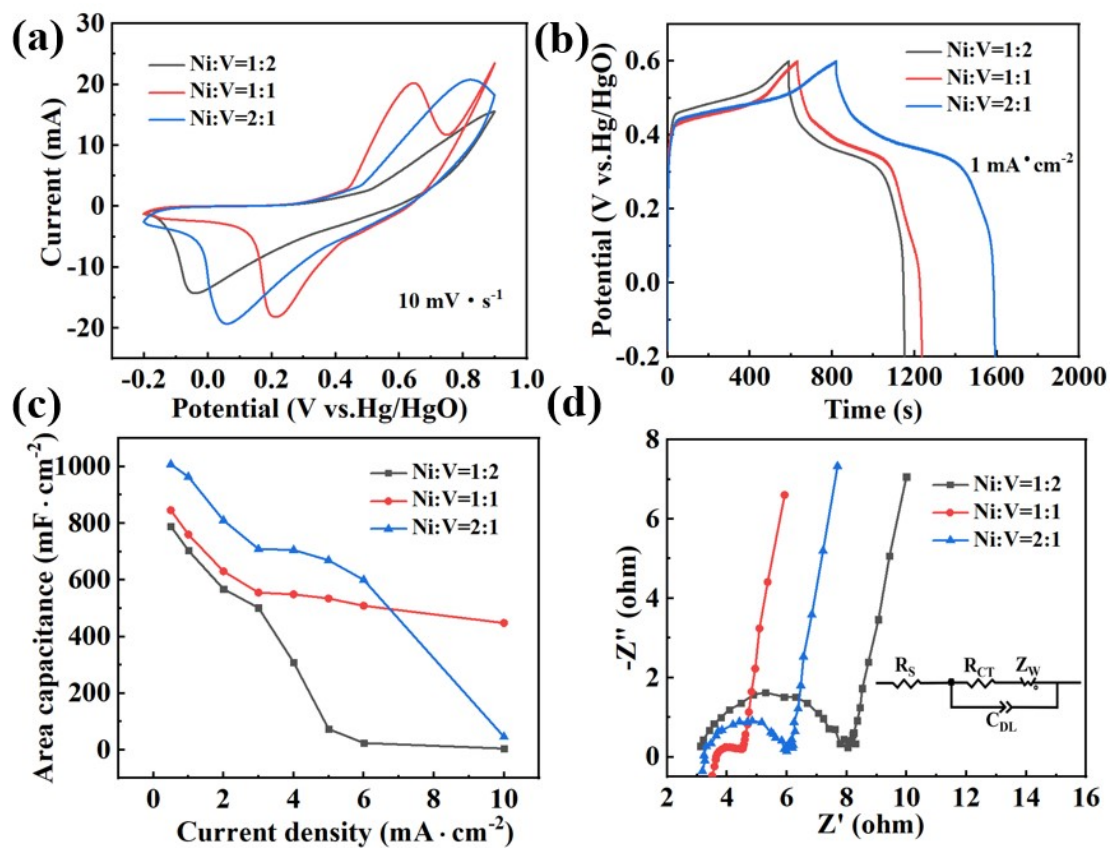 (a)
Ni:V=1:2
Ni:V=1:1
Ni:V=2:1
10 mV · s⁻¹
30
20
10
0
-10
-20
Current (mA)
-0.2 0.0 0.2 0.4 0.6 0.8 1.0
Potential (V vs.Hg/HgO)
(b)
Ni:V=1:2
Ni:V=1:1
Ni:V=2:1
1 mA•cm⁻²
0.6
0.4
0.2
0.0
-0.2
Potential (V vs.Hg/HgO)
0 400 800 1200 1600 2000
Time (s)
(c)
Ni:V=1:2
Ni:V=1:1
Ni:V=2:1
1000
800
600
400
200
0
Area capacitance (mF · cm⁻²)
0 2 4 6 8 10
Current density (mA · cm⁻²)
(d)
Ni:V=1:2
Ni:V=1:1
Ni:V=2:1
R_S
R_CT
Z_W
C_DL
8
6
4
2
0
-Z'' (ohm)
2 4 6 8 10 12 14 16
Z' (ohm)